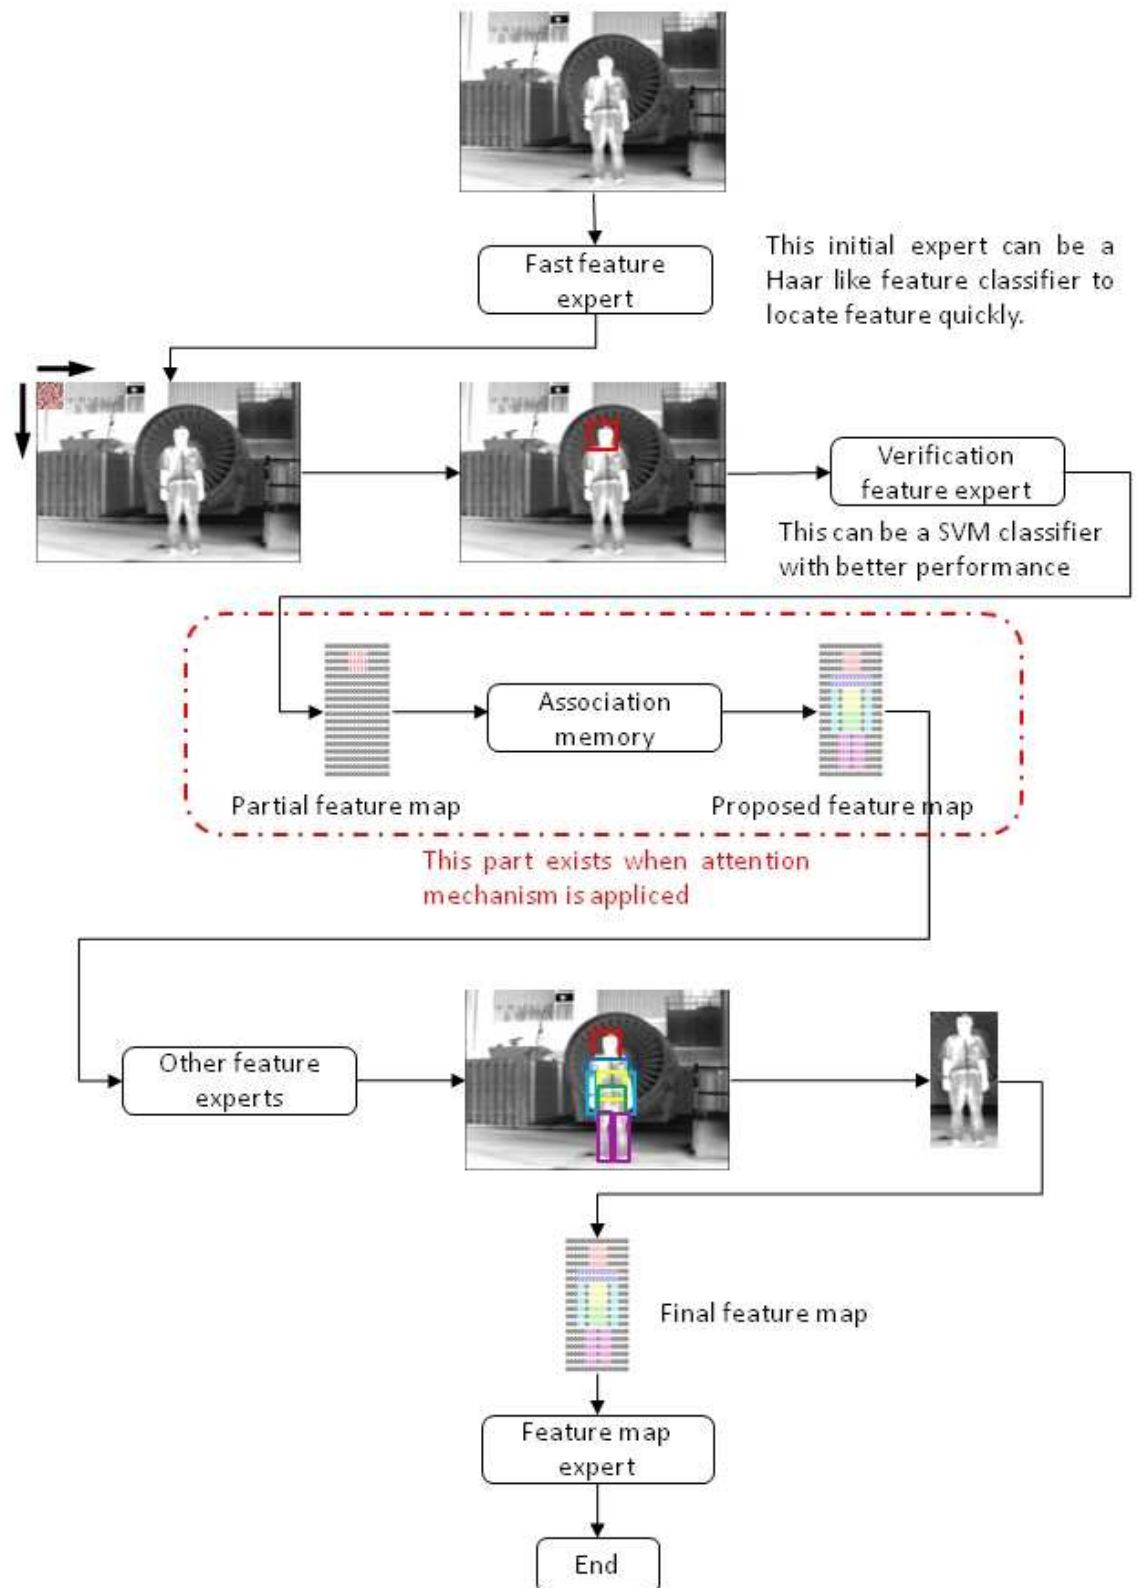 Fast feature
expert
This initial expert can be a
Haar like feature classifier to
locate feature quickly.
Verification
feature expert
This can be a SVM classifier
with better performance
Association
memory
Partial feature map
Proposed feature map
This part exists when attention
mechanism is appliced
Other feature
experts
Final feature map
Feature map
expert
End